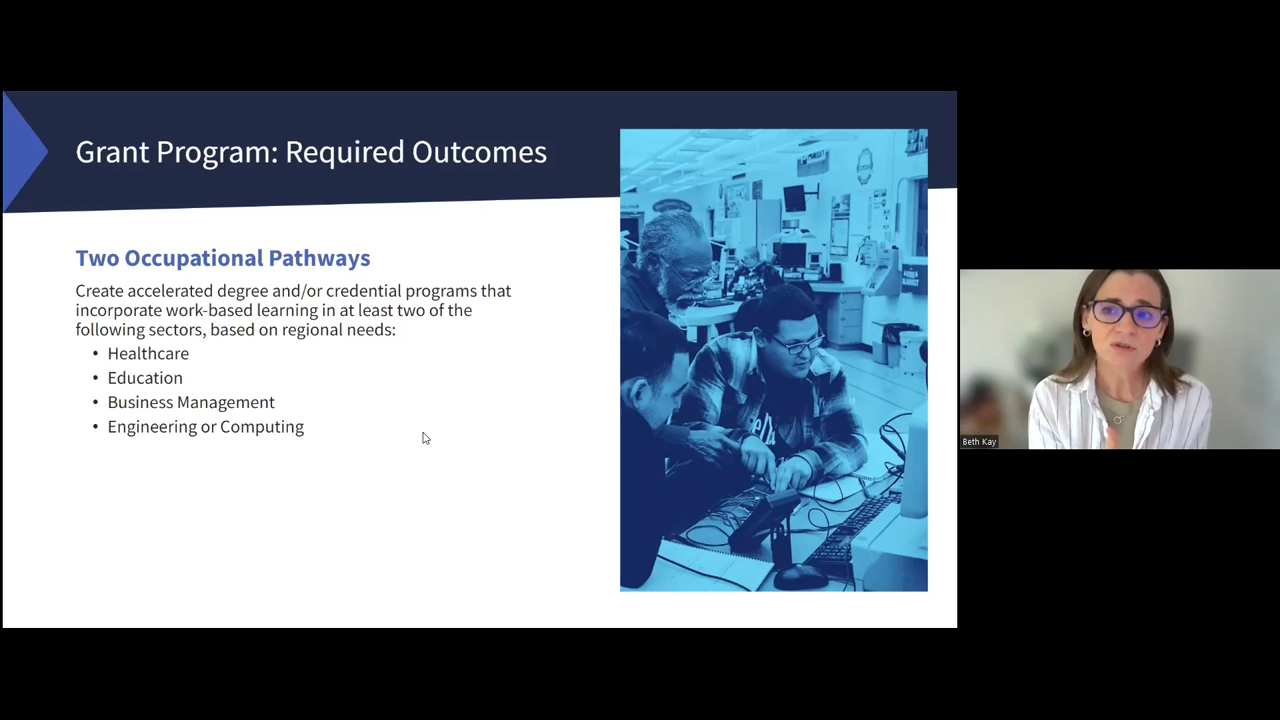 Grant Program: Required Outcomes
Two Occupational Pathways
Create accelerated degree and/or credential programs that
incorporate work-based learning in at least two of the
following sectors, based on regional needs:
• Healthcare
• Education
• Business Management
• Engineering or Computing
Beth Kay